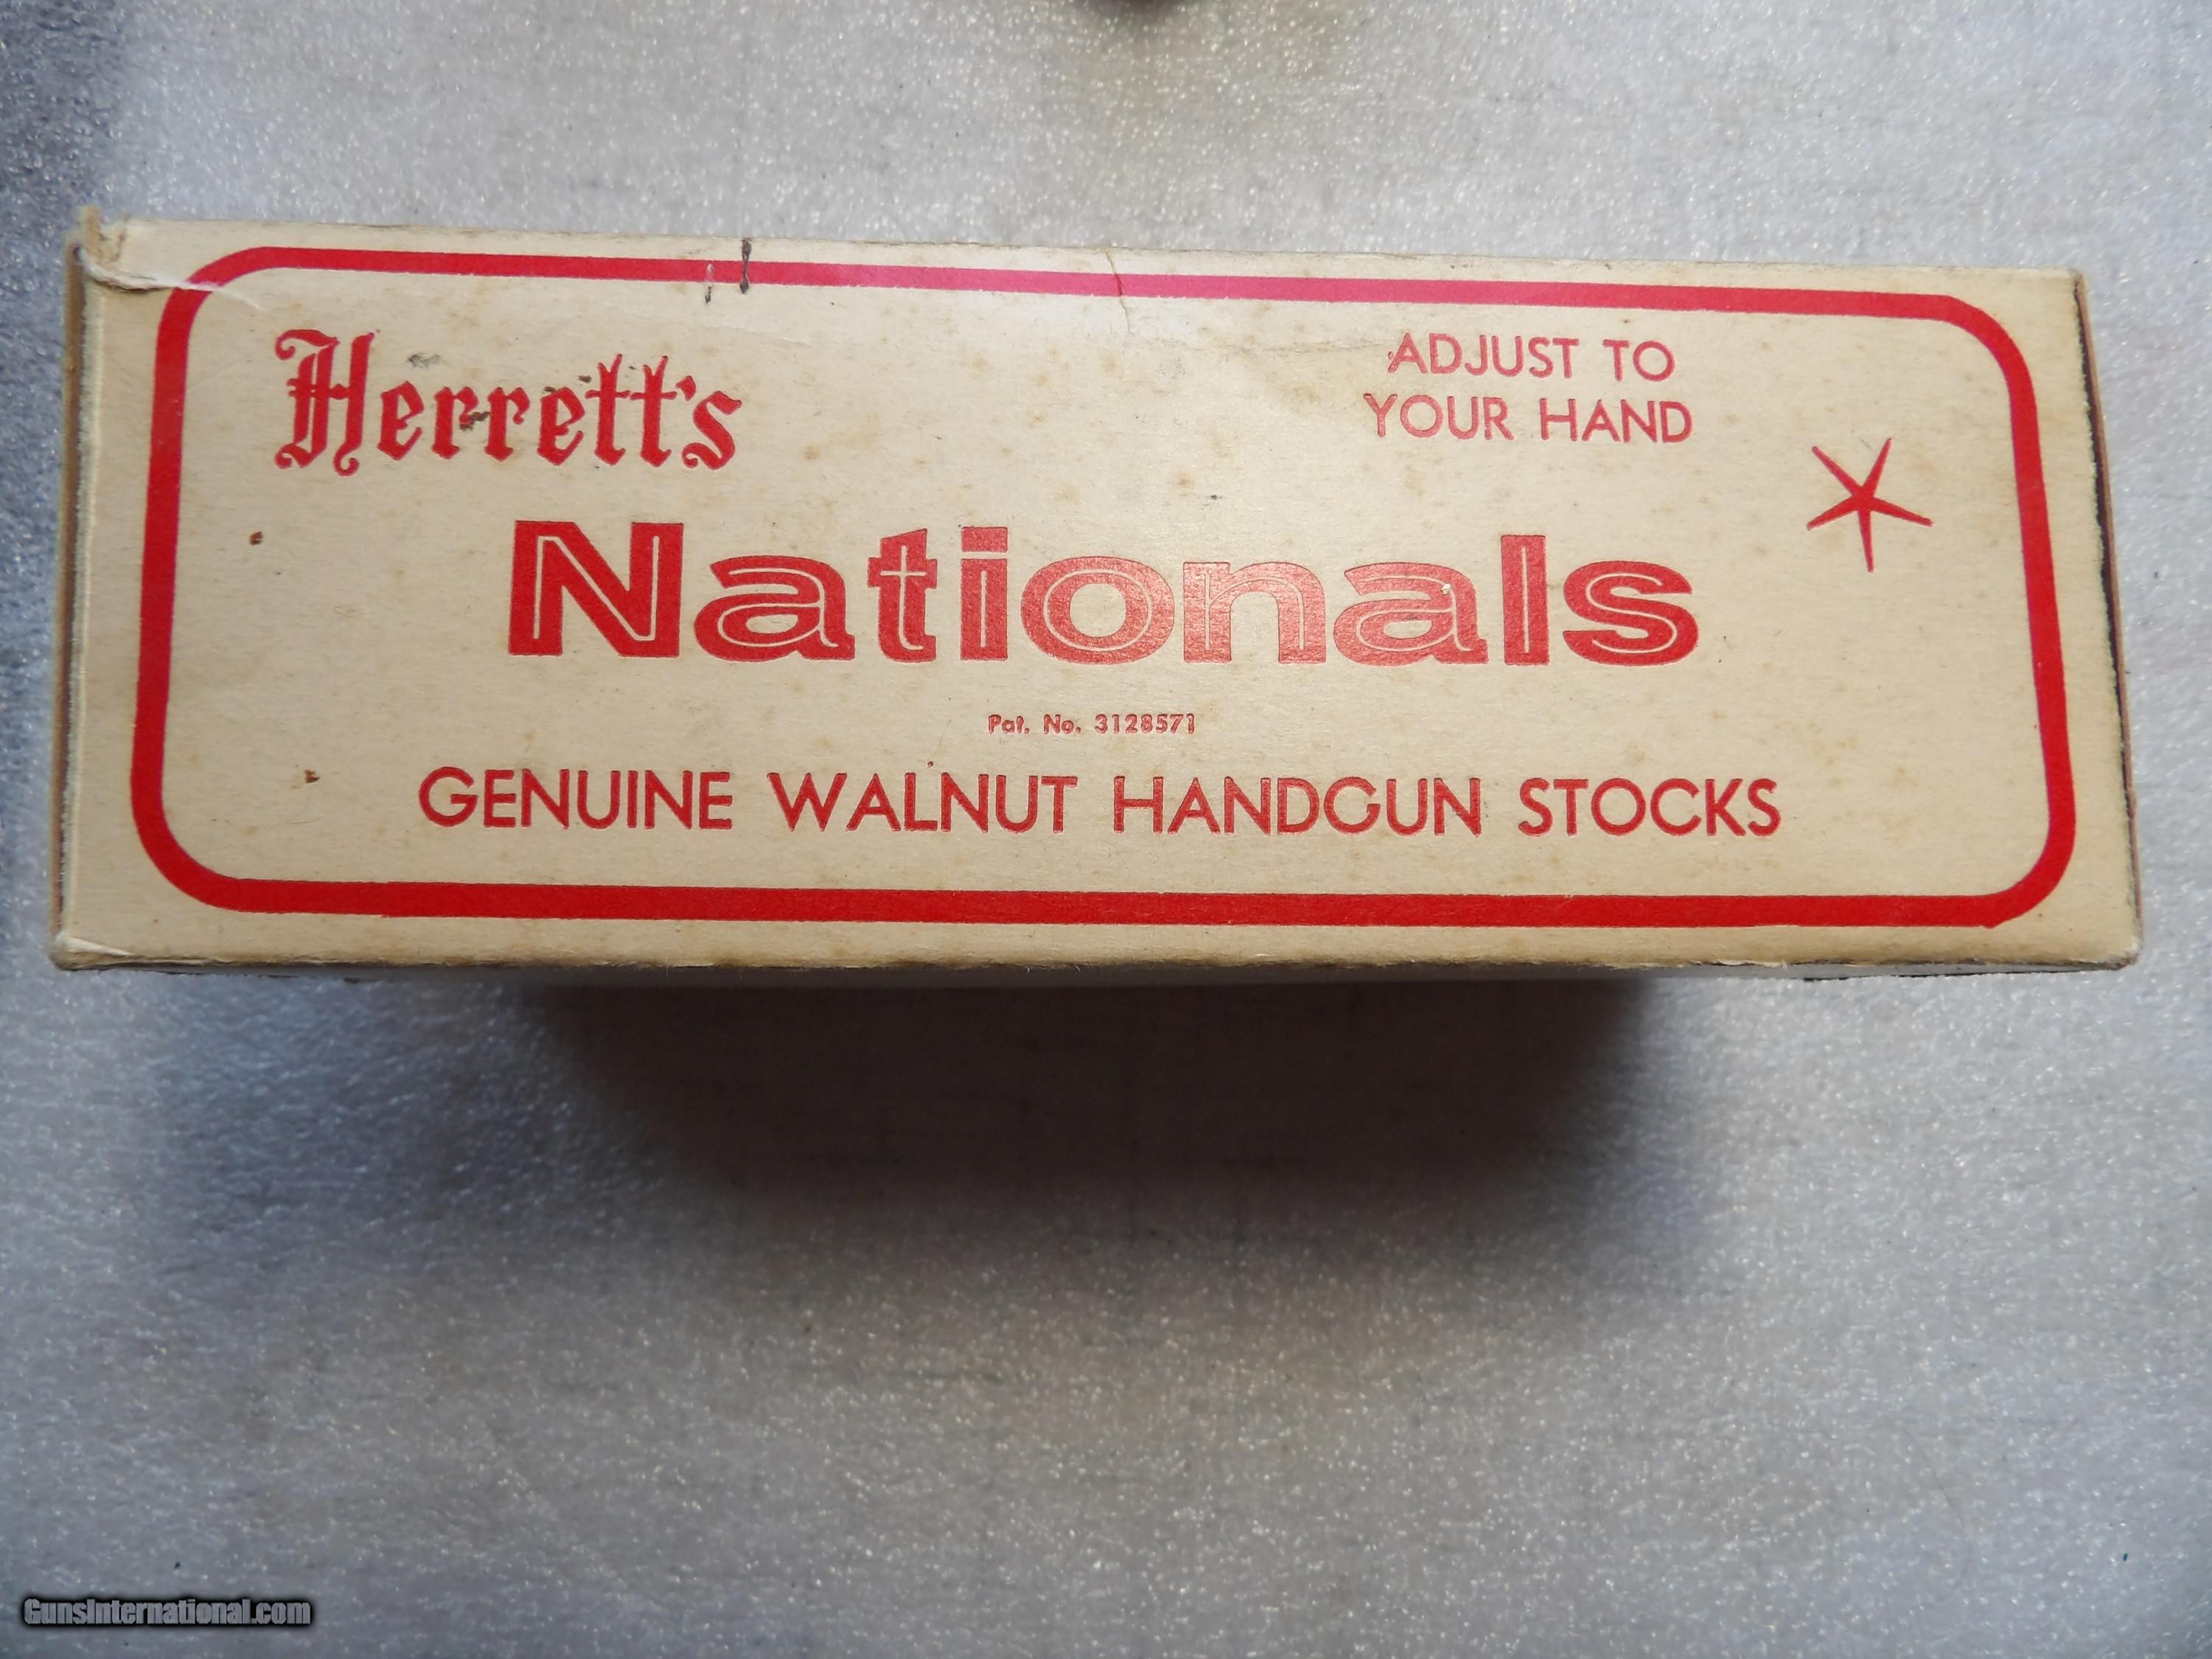 Herrett's
ADJUST TO
YOUR HAND
Nationals
Pat. No. 3128571
GENUINE WALNUT HANDGUN STOCKS
GunsInternational.com